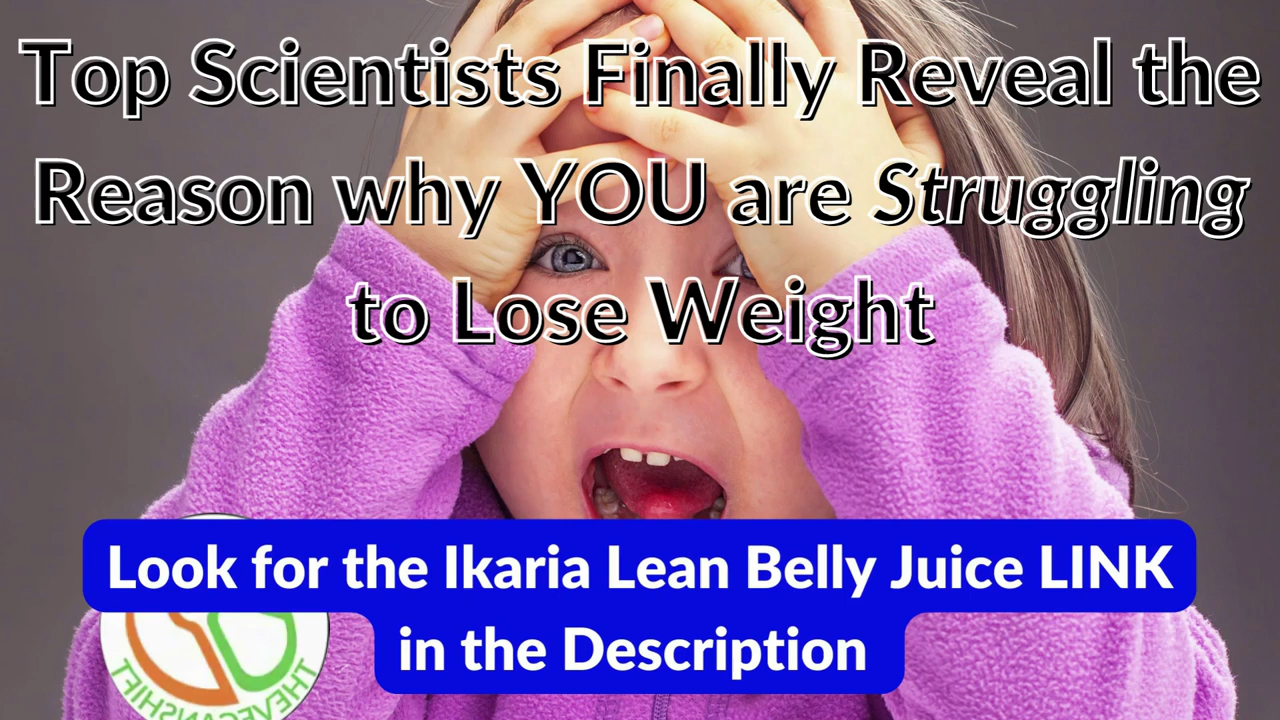 Top Scientists Finally Reveal the
Reason why YOU are Struggling
to Lose Weight
Look for the Ikaria Lean Belly Juice LINK
in the Description
THEVEGANSHIFT